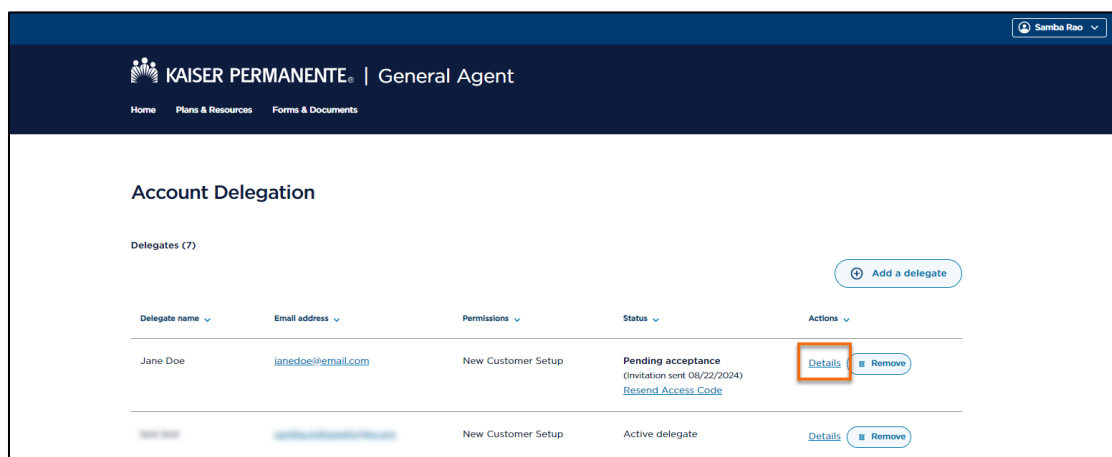 Samba Rao
KAISER PERMANENTE® | General Agent
Home Plans & Resources Forms & Documents
Account Delegation
Delegates (7)
Add a delegate
Delegate name Email address Permissions Status Actions
Jane Doe janedoe@email.com New Customer Setup Pending acceptance Details Remove
(Invitation sent 08/22/2024)
Resend Access Code
New Customer Setup Active delegate Details Remove